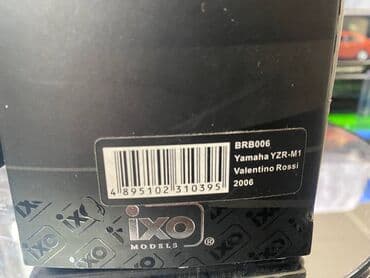 BRB006
Yamaha YZR-M1
Valentino Rossi
2006
4 895102 310395
ixo
MODELS ®